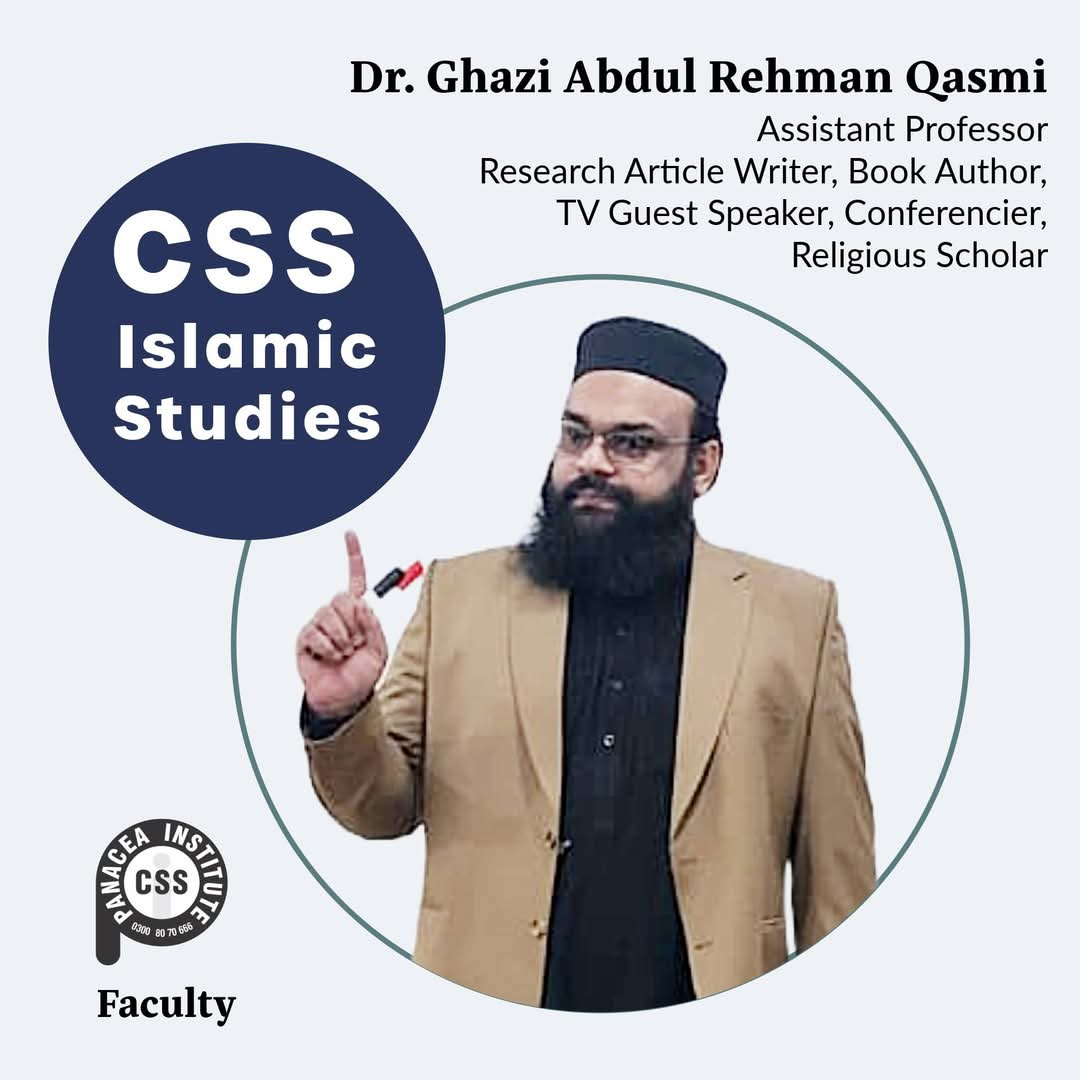 Dr. Ghazi Abdul Rehman Qasmi
Assistant Professor
Research Article Writer, Book Author,
TV Guest Speaker, Conferencier,
Religious Scholar
CSS
Islamic
Studies
PANACEA INSTITUTE
CSS
0300 80 70 666
Faculty